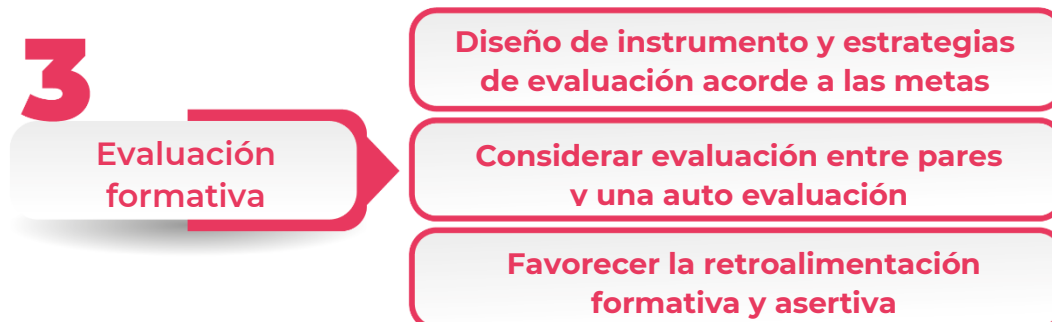 3
Evaluación
formativa
Diseño de instrumento y estrategias
de evaluación acorde a las metas
Considerar evaluación entre pares
y una auto evaluación
Favorecer la retroalimentación
formativa y asertiva